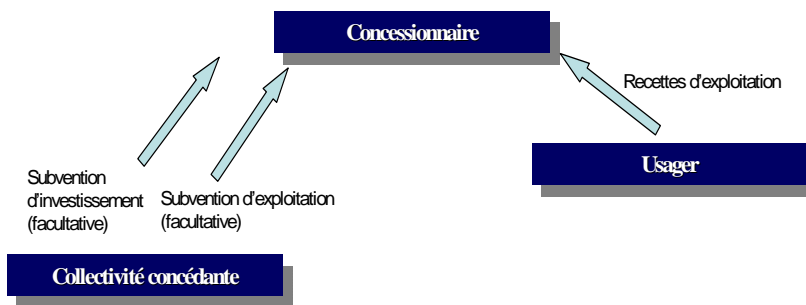 Concessionnaire
Recettes d'exploitation
Usager
Subvention
d'investissement
(facultative)
Subvention d'exploitation
(facultative)
Collectivité concédante